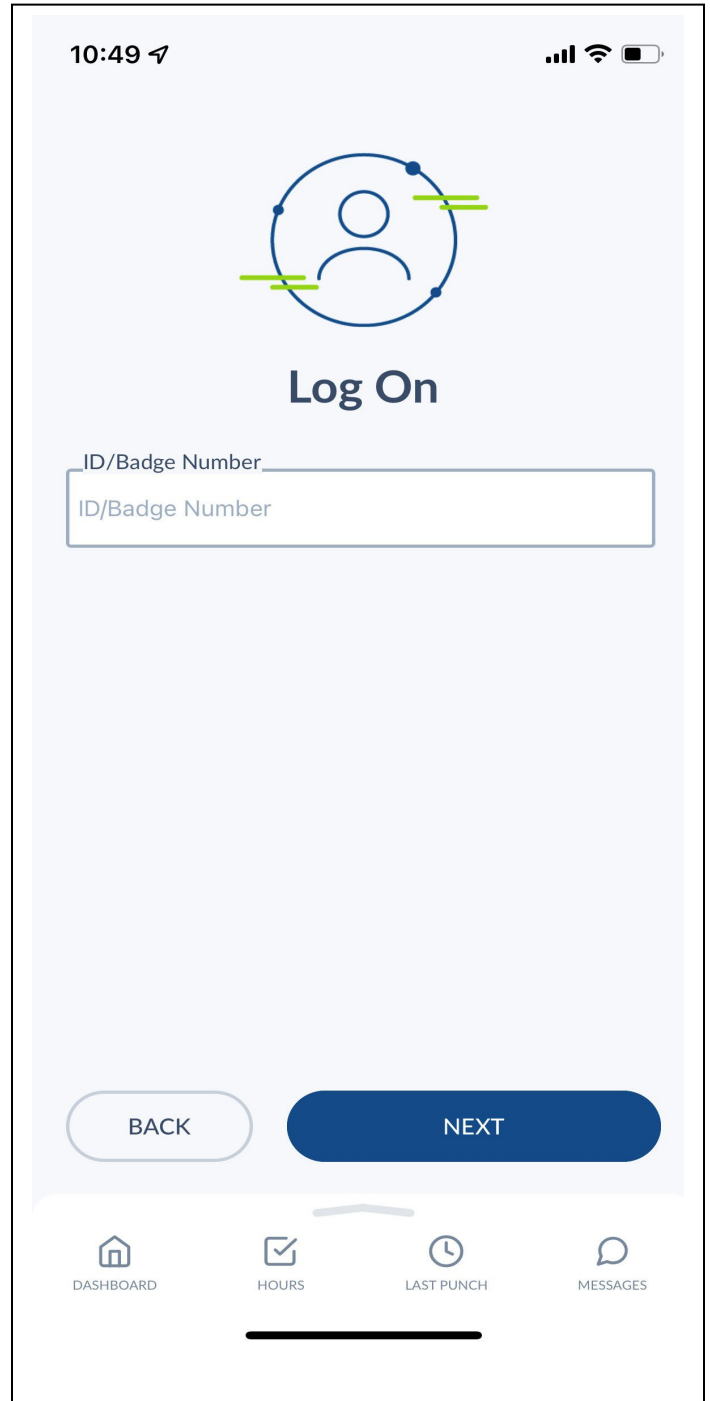 10:49
Log On
ID/Badge Number
ID/Badge Number
BACK
NEXT
DASHBOARD
HOURS
LAST PUNCH
MESSAGES